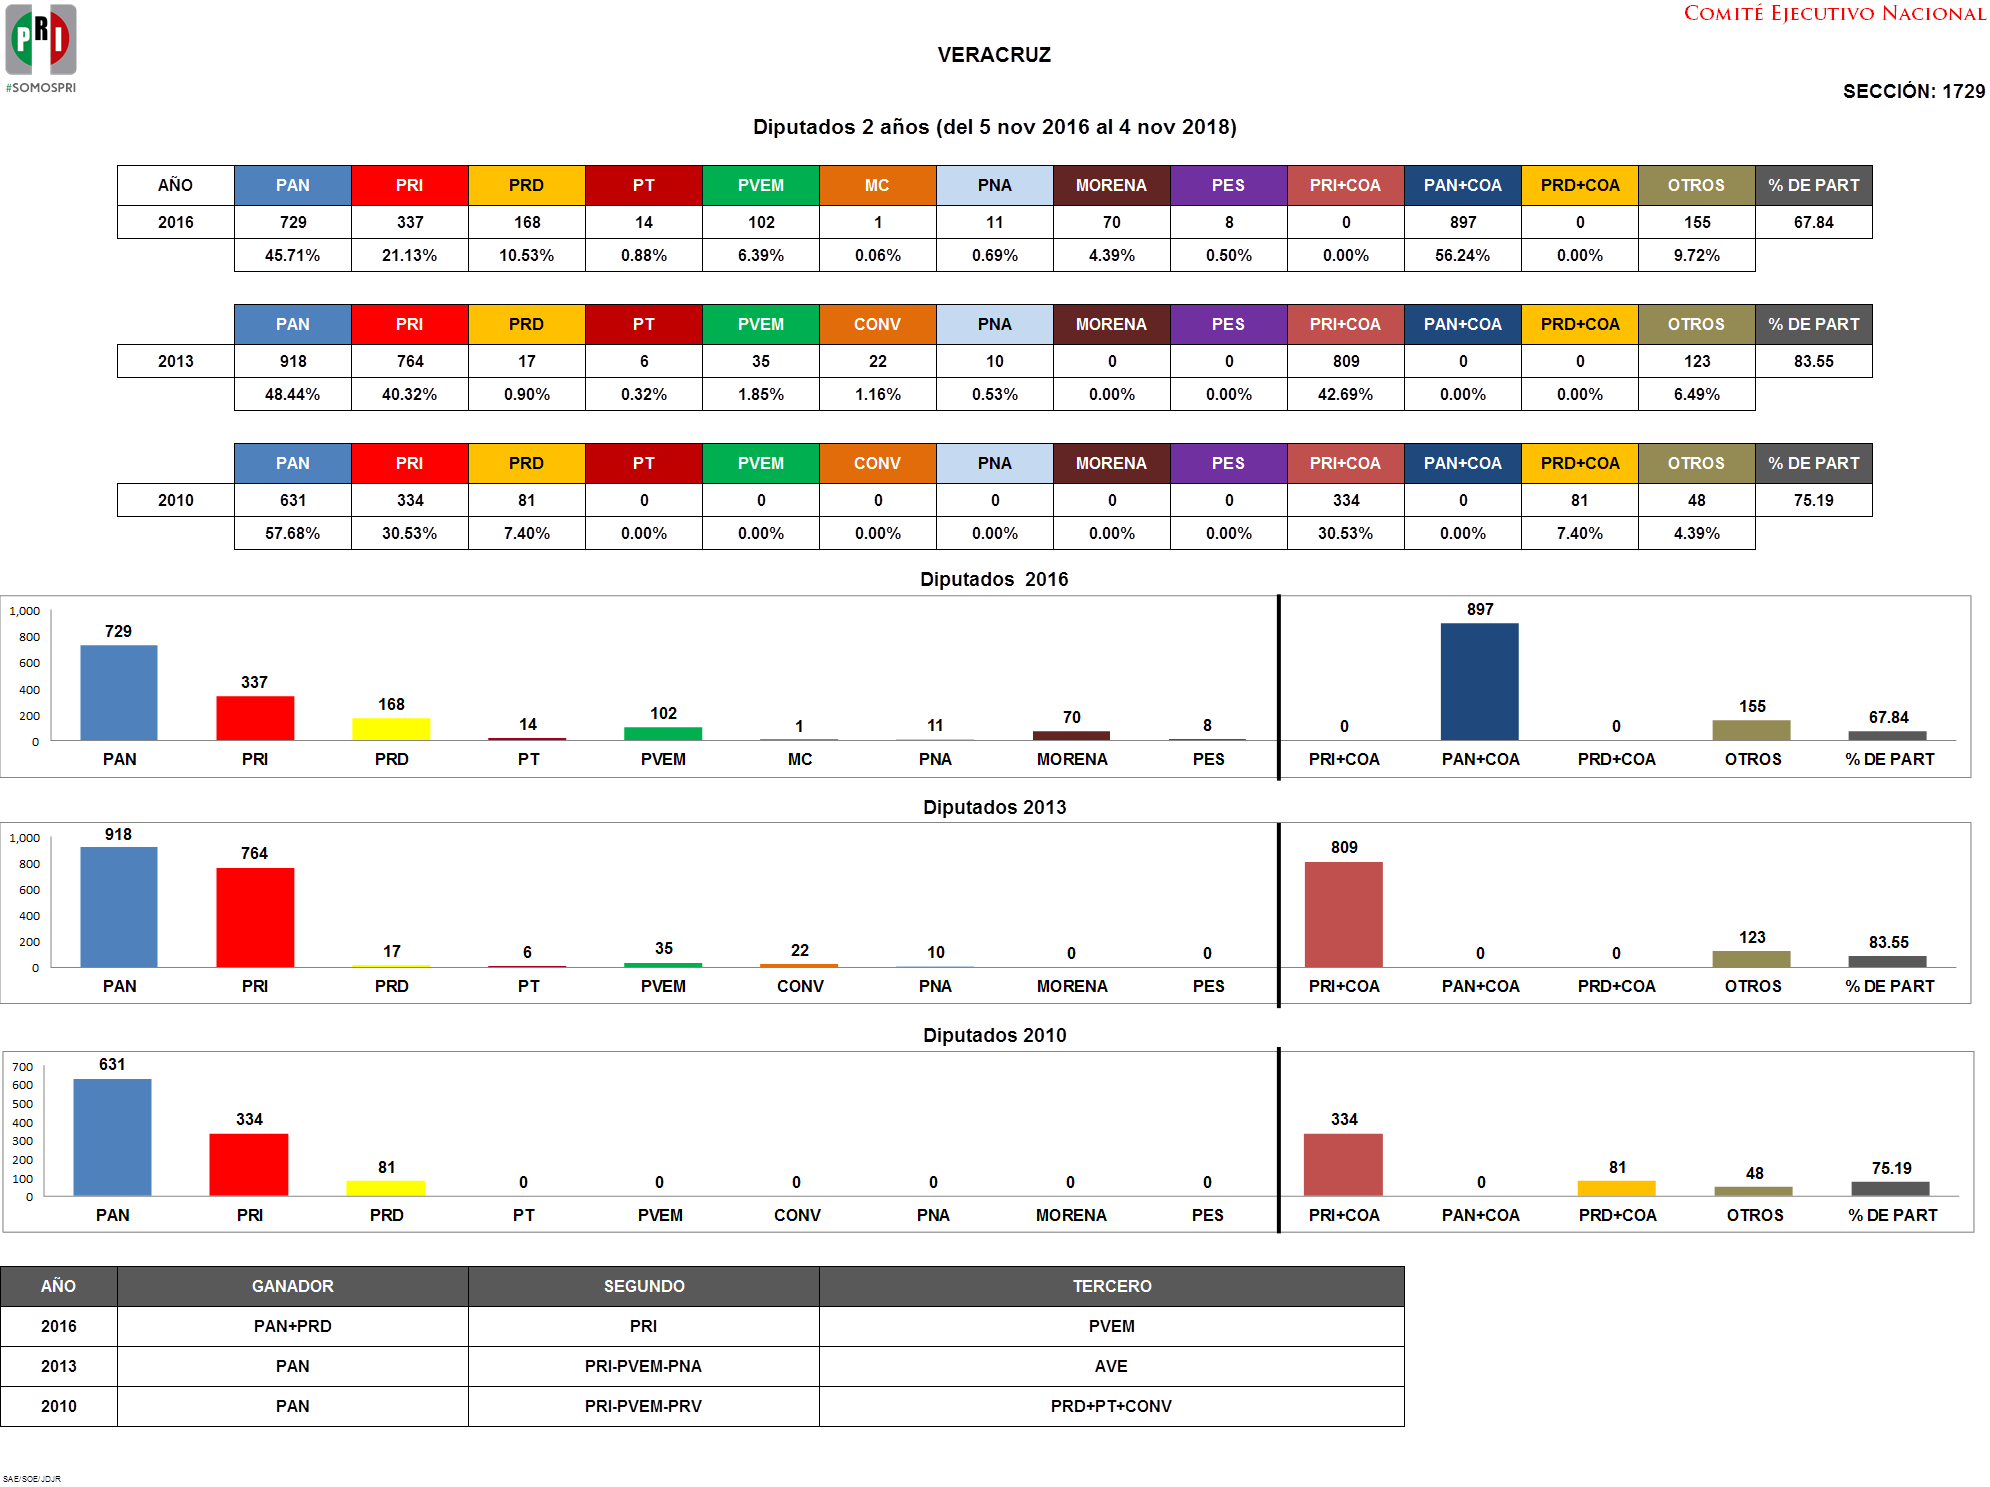 PRI
#SOMOSPRI
COMITÉ EJECUTIVO NACIONAL
VERACRUZ
SECCIÓN: 1729
Diputados 2 años (del 5 nov 2016 al 4 nov 2018)
AÑO PAN PRI PRD PT PVEM MC PNA MORENA PES PRI+COA PAN+COA PRD+COA OTROS % DE PART
2016 729 337 168 14 102 1 11 70 8 0 897 0 155 67.84
45.71% 21.13% 10.53% 0.88% 6.39% 0.06% 0.69% 4.39% 0.50% 0.00% 56.24% 0.00% 9.72%
PAN PRI PRD PT PVEM CONV PNA MORENA PES PRI+COA PAN+COA PRD+COA OTROS % DE PART
2013 918 764 17 6 35 22 10 0 0 809 0 0 123 83.55
48.44% 40.32% 0.90% 0.32% 1.85% 1.16% 0.53% 0.00% 0.00% 42.69% 0.00% 0.00% 6.49%
PAN PRI PRD PT PVEM CONV PNA MORENA PES PRI+COA PAN+COA PRD+COA OTROS % DE PART
2010 631 334 81 0 0 0 0 0 0 334 0 81 48 75.19
57.68% 30.53% 7.40% 0.00% 0.00% 0.00% 0.00% 0.00% 0.00% 30.53% 0.00% 7.40% 4.39%
Diputados 2016
1,000
800
600
400
200
0
729 337 168 14 102 1 11 70 8 0 897 0 155 67.84
PAN PRI PRD PT PVEM MC PNA MORENA PES PRI+COA PAN+COA PRD+COA OTROS % DE PART
Diputados 2013
1,000
800
600
400
200
0
918 764 17 6 35 22 10 0 0 809 0 0 123 83.55
PAN PRI PRD PT PVEM CONV PNA MORENA PES PRI+COA PAN+COA PRD+COA OTROS % DE PART
Diputados 2010
700
600
500
400
300
200
100
0
631 334 81 0 0 0 0 0 0 334 0 81 48 75.19
PAN PRI PRD PT PVEM CONV PNA MORENA PES PRI+COA PAN+COA PRD+COA OTROS % DE PART
AÑO GANADOR SEGUNDO TERCERO
2016 PAN+PRD PRI PVEM
2013 PAN PRI-PVEM-PNA AVE
2010 PAN PRI-PVEM-PRV PRD+PT+CONV
SAE/SOE/JDJR